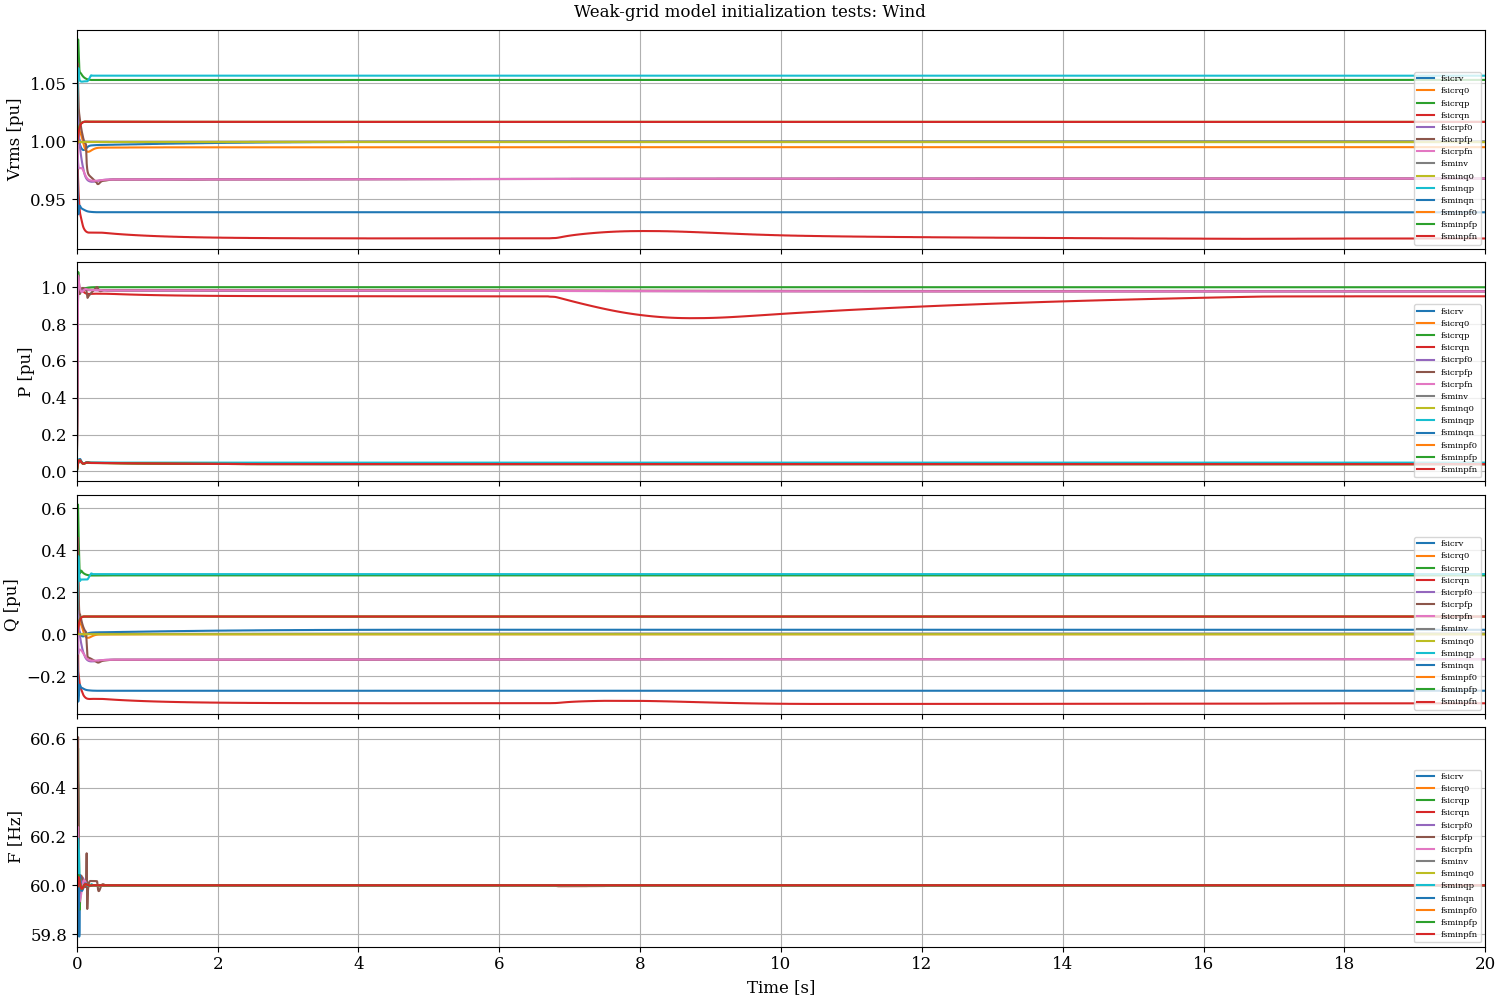 Weak-grid model initialization tests: Wind
Vrms [pu]
1.05
1.00
0.95
fsicrv
fsicrq0
fsicrqp
fsicrqn
fsicrpf0
fsicrpfp
fsicrpfn
fsminv
fsminq0
fsminqp
fsminqn
fsminpf0
fsminpfp
fsminpfn
P [pu]
1.0
0.8
0.6
0.4
0.2
0.0
fsicrv
fsicrq0
fsicrqp
fsicrqn
fsicrpf0
fsicrpfp
fsicrpfn
fsminv
fsminq0
fsminqp
fsminqn
fsminpf0
fsminpfp
fsminpfn
Q [pu]
0.6
0.4
0.2
0.0
−0.2
fsicrv
fsicrq0
fsicrqp
fsicrqn
fsicrpf0
fsicrpfp
fsicrpfn
fsminv
fsminq0
fsminqp
fsminqn
fsminpf0
fsminpfp
fsminpfn
F [Hz]
60.6
60.4
60.2
60.0
59.8
fsicrv
fsicrq0
fsicrqp
fsicrqn
fsicrpf0
fsicrpfp
fsicrpfn
fsminv
fsminq0
fsminqp
fsminqn
fsminpf0
fsminpfp
fsminpfn
0 2 4 6 8 10 12 14 16 18 20
Time [s]